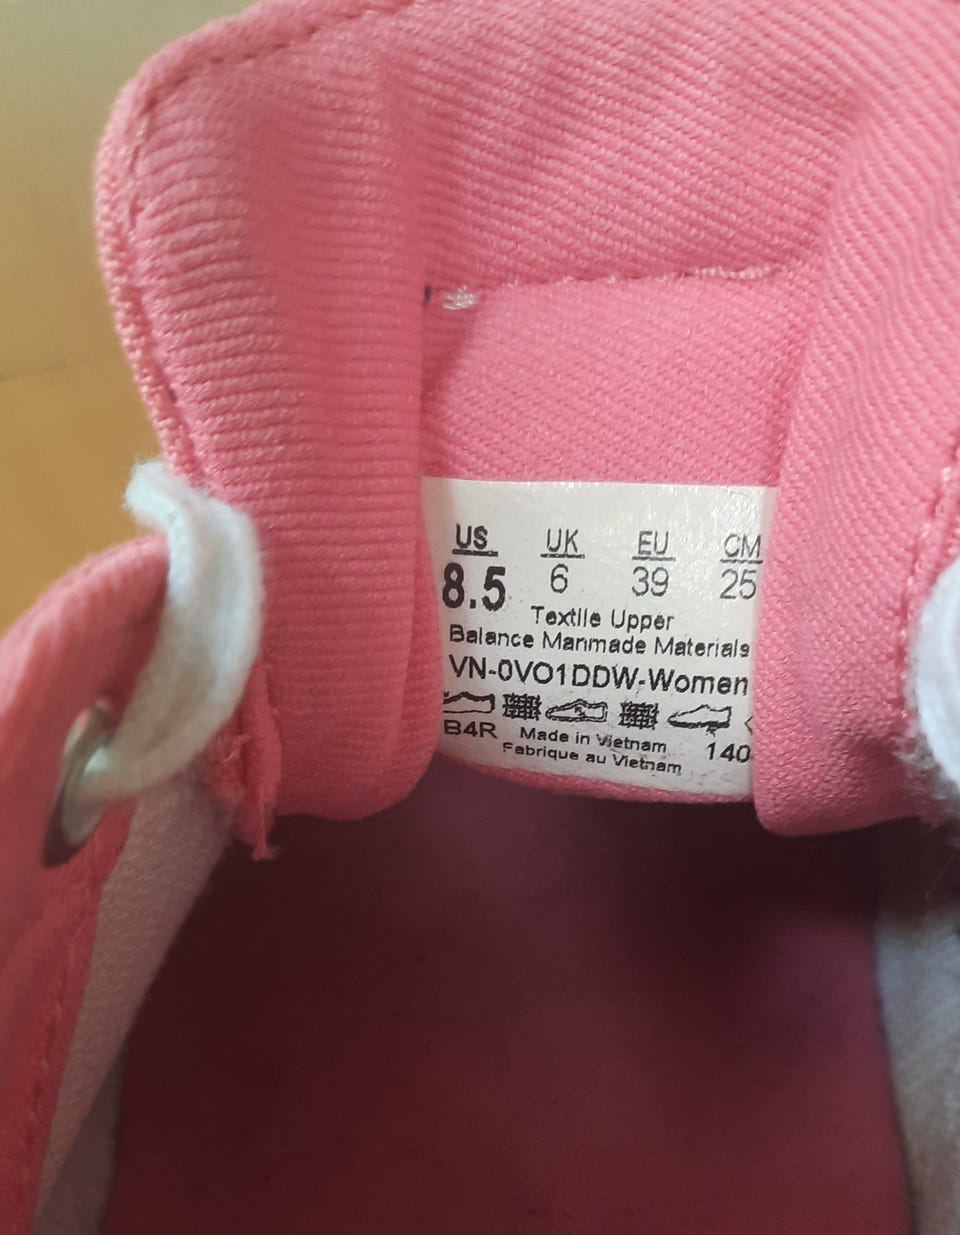 US UK EU CM
8.5 6 39 25
Textile Upper
Balance Manmade Materials
VN-0VO1DDW-Women
B4R Made in Vietnam 140
Fabrique au Vietnam